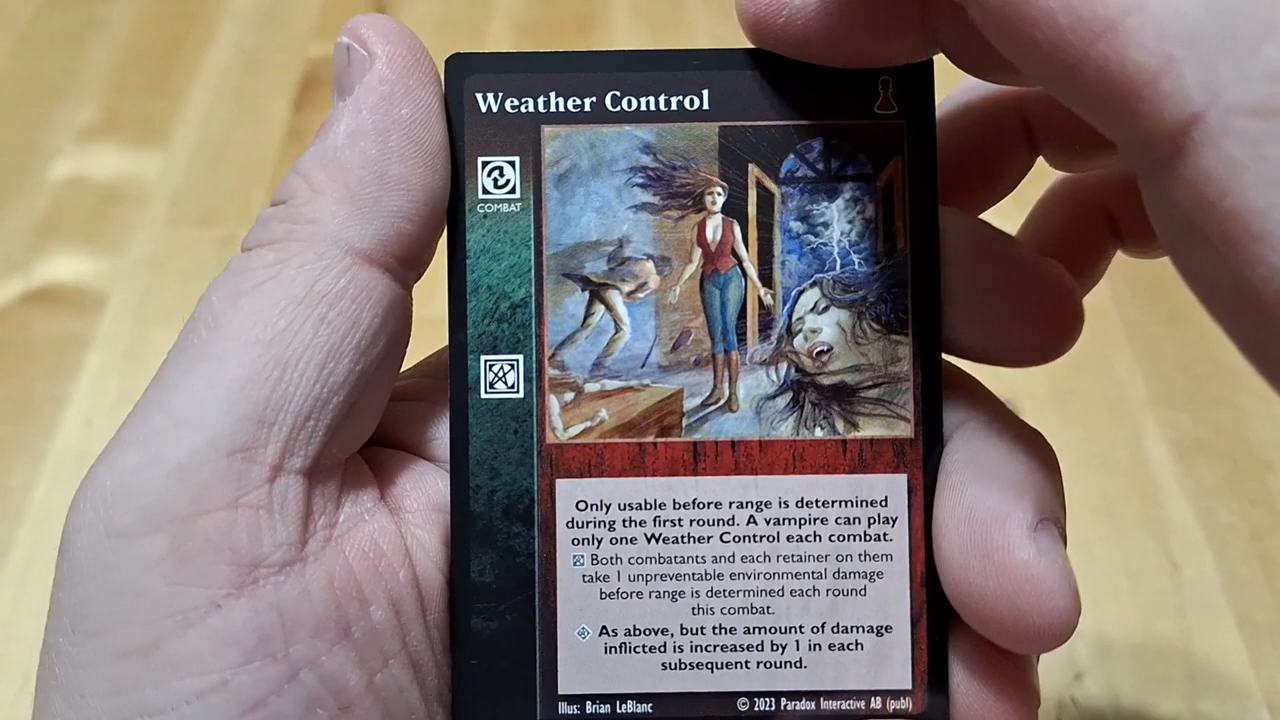 Weather Control
COMBAT
Only usable before range is determined
during the first round. A vampire can play
only one Weather Control each combat.
Both combatants and each retainer on them
take 1 unpreventable environmental damage
before range is determined each round
this combat.
As above, but the amount of damage
inflicted is increased by 1 in each
subsequent round.
Illus: Brian LeBlanc © 2023 Paradox Interactive AB (publ)